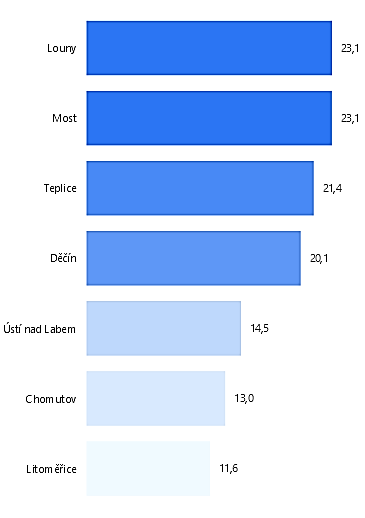 Louny 23,1
Most 23,1
Teplice 21,4
Děčín 20,1
Ústí nad Labem 14,5
Chomutov 13,0
Litoměřice 11,6